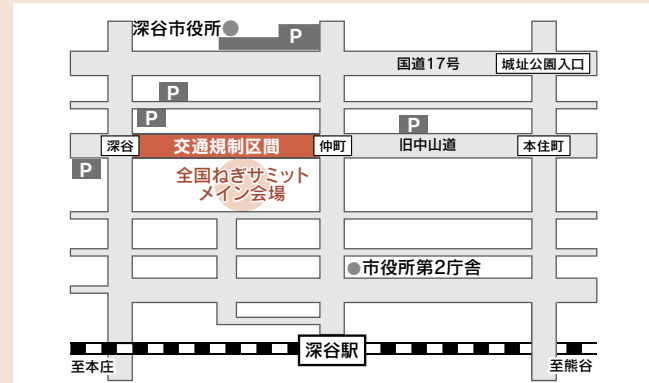 深谷市役所
P
国道17号
城址公園入口
P
P
P
深谷
交通規制区間
仲町
旧中山道
本住町
P
全国ねぎサミット
メイン会場
市役所第2庁舎
深谷駅
至本庄
至熊谷